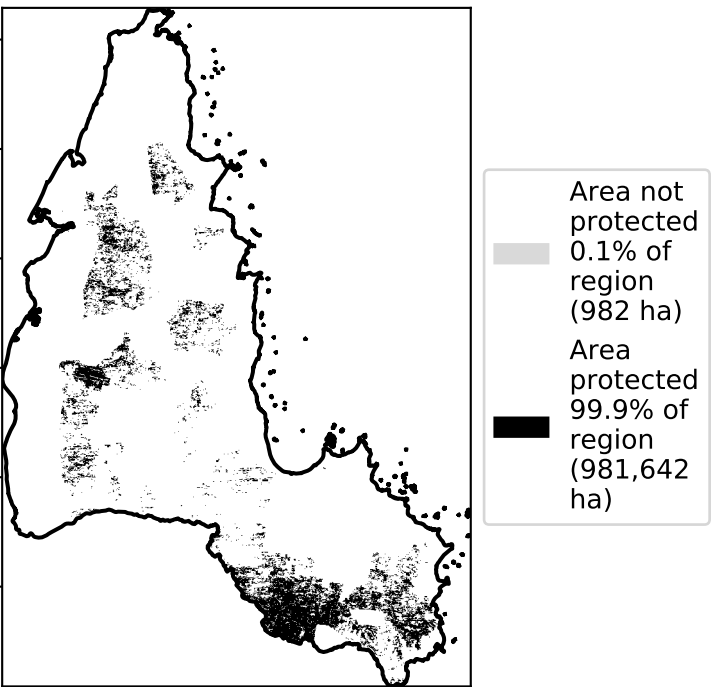 Area not
protected
0.1% of
region
(982 ha)
Area
protected
99.9% of
region
(981,642
ha)